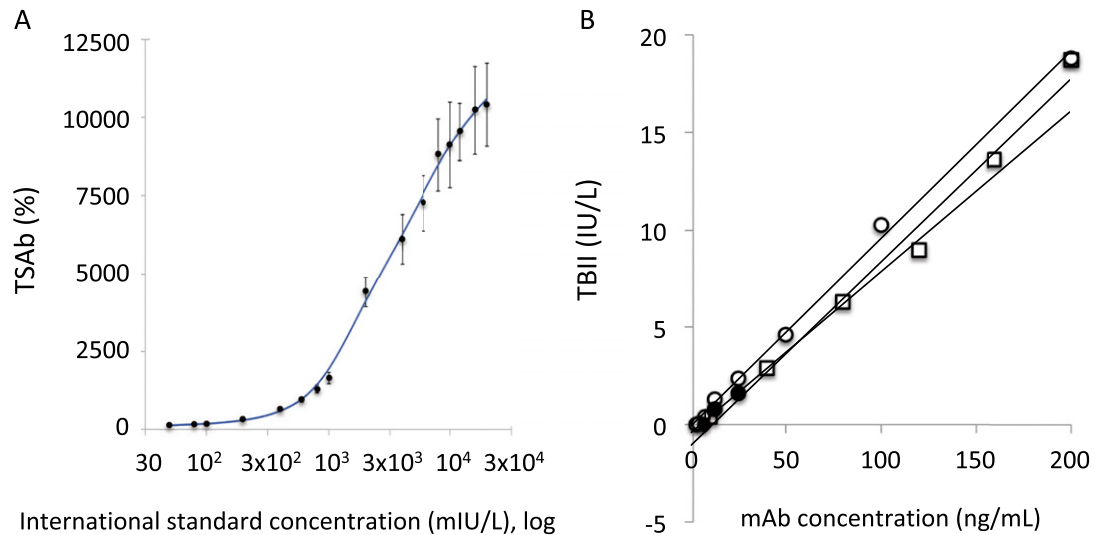 A
12500
10000
7500
5000
2500
0
TSAb (%)
30 10² 3x10² 10³ 3x10³ 10⁴ 3x10⁴
International standard concentration (mIU/L), log
B
20
15
10
5
0
-5
TBII (IU/L)
0 50 100 150 200
mAb concentration (ng/mL)